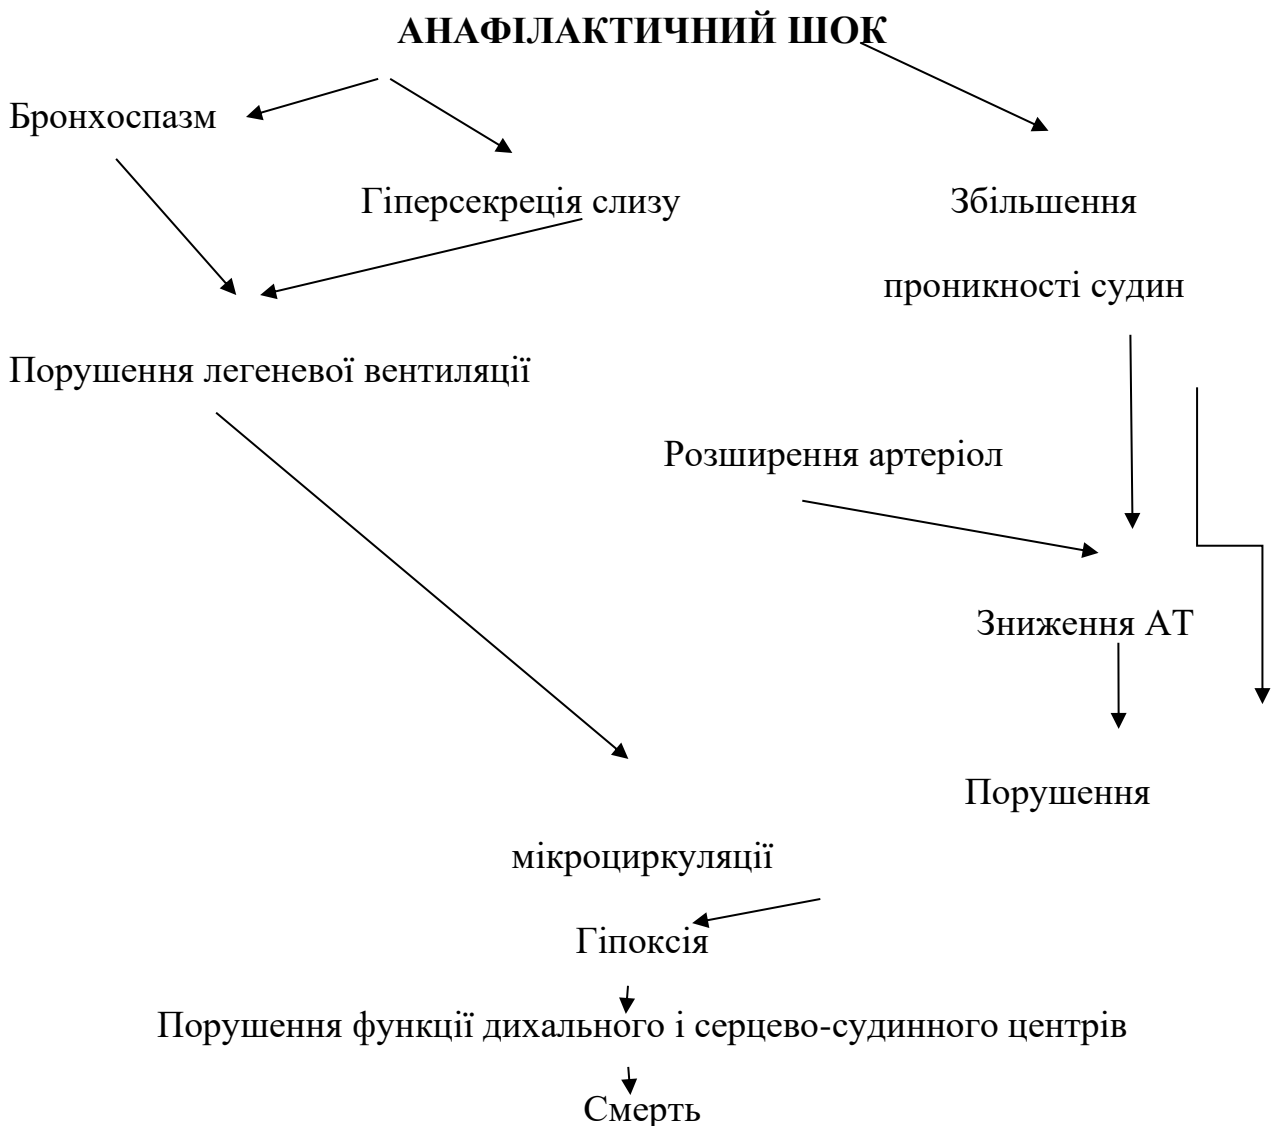 АНАФІЛАКТИЧНИЙ ШОК
Бронхоспазм
Гіперсекреція слизу
Збільшення
проникності судин
Порушення легеневої вентиляції
Розширення артеріол
Зниження АТ
Порушення
мікроциркуляції
Гіпоксія
Порушення функції дихального і серцево-судинного центрів
Смерть